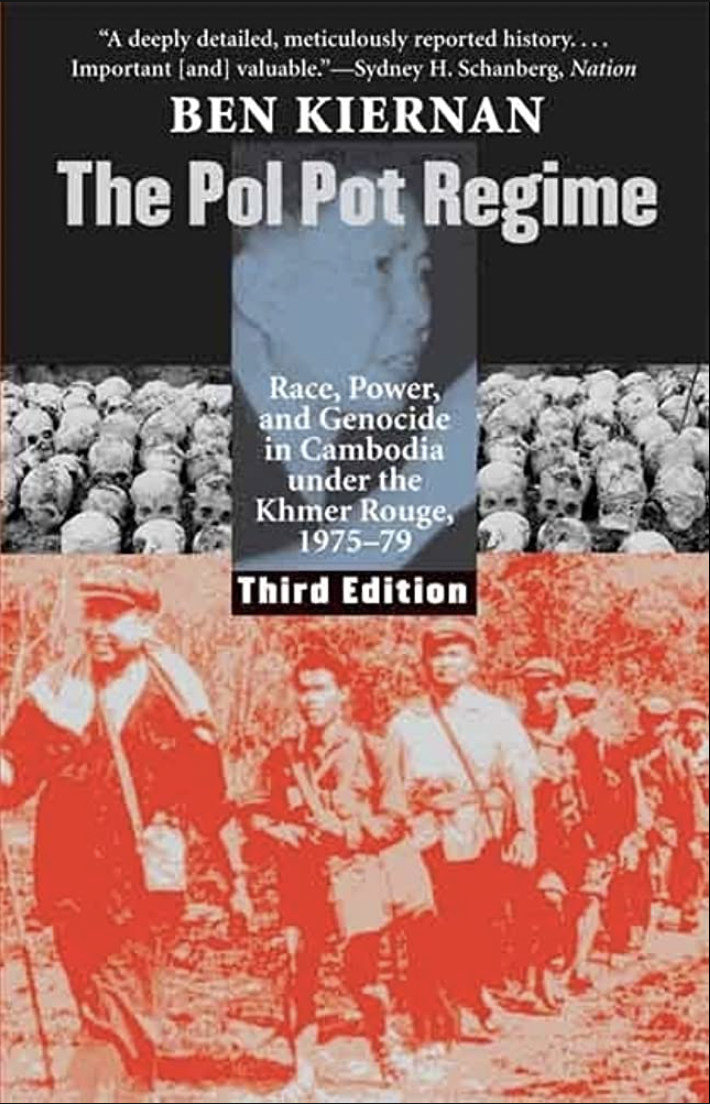 “A deeply detailed, meticulously reported history. . . .
Important [and] valuable.”—Sydney H. Schanberg, Nation
BEN KIERNAN
The Pol Pot Regime
Race, Power,
and Genocide
in Cambodia
under the
Khmer Rouge,
1975–79
Third Edition